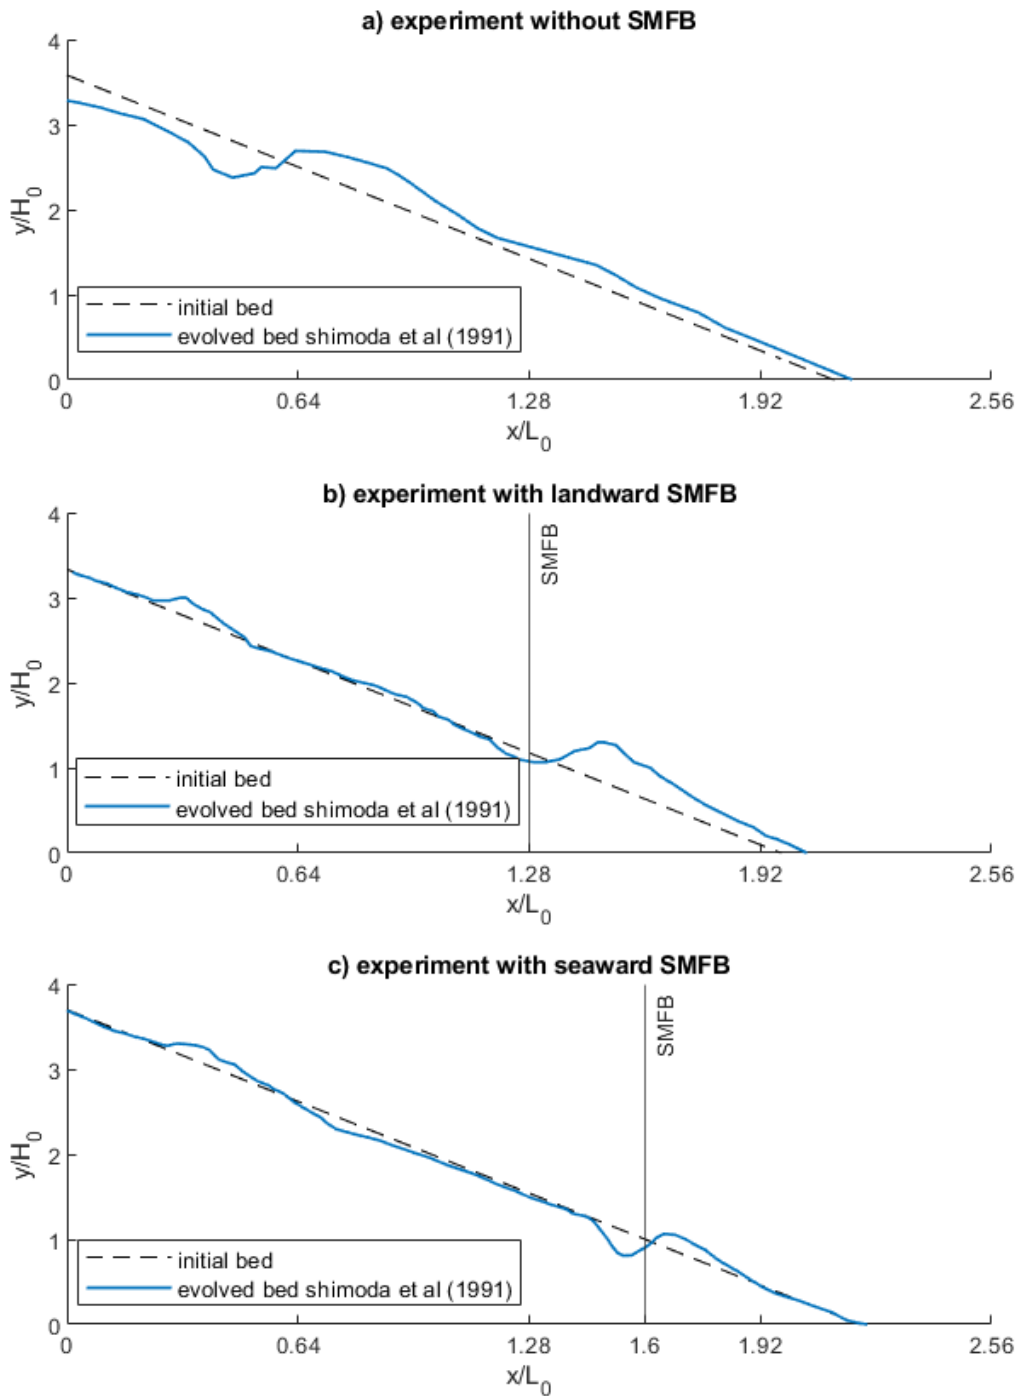 a) experiment without SMFB
4
3
2
1
0
y/H0
initial bed
evolved bed shimoda et al (1991)
0 0.64 1.28 1.92 2.56
x/L0
b) experiment with landward SMFB
4
3
2
1
0
y/H0
SMFB
initial bed
evolved bed shimoda et al (1991)
0 0.64 1.28 1.92 2.56
x/L0
c) experiment with seaward SMFB
4
3
2
1
0
y/H0
SMFB
initial bed
evolved bed shimoda et al (1991)
0 0.64 1.28 1.6 1.92 2.56
x/L0